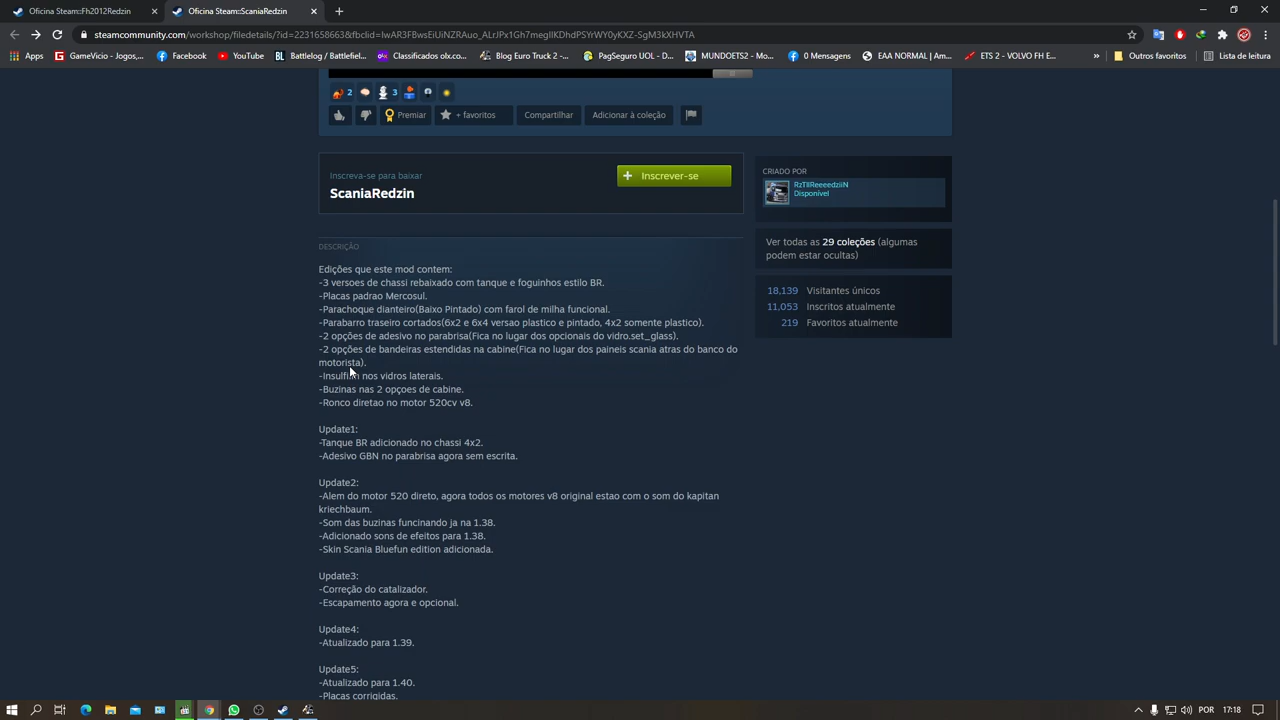 Oficina Steam::Fh2012Redzin
Oficina Steam::ScaniaRedzin
steamcommunity.com/workshop/filedetails/?id=2231658663&fbclid=IwAR3FBwsEiUiNZRAuo_ALrJPx1Gh7megIIKDhdPSYrWY0yKXZ-SgM3kXHVTA
Apps
GameVicio - Jogos,...
Facebook
YouTube
Battlelog / Battlefiel...
Classificados olx.co...
Blog Euro Truck 2 -...
PagSeguro UOL - D...
MUNDOETS2 - Mo...
0 Mensagens
EAA NORMAL | Am...
ETS 2 - VOLVO FH E...
»
Outros favoritos
Lista de leitura
2
3
Premiar
+ favoritos
Compartilhar
Adicionar à coleção
Inscreva-se para baixar
ScaniaRedzin
Inscrever-se
CRIADO POR
RzTIIReeeedziiN
Disponível
Ver todas as 29 coleções (algumas
podem estar ocultas)
18,139 Visitantes únicos
11,053 Inscritos atualmente
219 Favoritos atualmente
DESCRIÇÃO
Edições que este mod contem:
-3 versoes de chassi rebaixado com tanque e foguinhos estilo BR.
-Placas padrao Mercosul.
-Parachoque dianteiro(Baixo Pintado) com farol de milha funcional.
-Parabarro traseiro cortados(6x2 e 6x4 versao plastico e pintado, 4x2 somente plastico).
-2 opções de adesivo no parabrisa(Fica no lugar dos opcionais do vidro.set_glass).
-2 opções de bandeiras estendidas na cabine(Fica no lugar dos paineis scania atras do banco do
motorista).
-Insulfilm nos vidros laterais.
-Buzinas nas 2 opçoes de cabine.
-Ronco diretao no motor 520cv v8.
Update1:
-Tanque BR adicionado no chassi 4x2.
-Adesivo GBN no parabrisa agora sem escrita.
Update2:
-Alem do motor 520 direto, agora todos os motores v8 original estao com o som do kapitan
kriechbaum.
-Som das buzinas funcinando ja na 1.38.
-Adicionado sons de efeitos para 1.38.
-Skin Scania Bluefun edition adicionada.
Update3:
-Correção do catalizador.
-Escapamento agora e opcional.
Update4:
-Atualizado para 1.39.
Update5:
-Atualizado para 1.40.
-Placas corrigidas.
POR
17:18